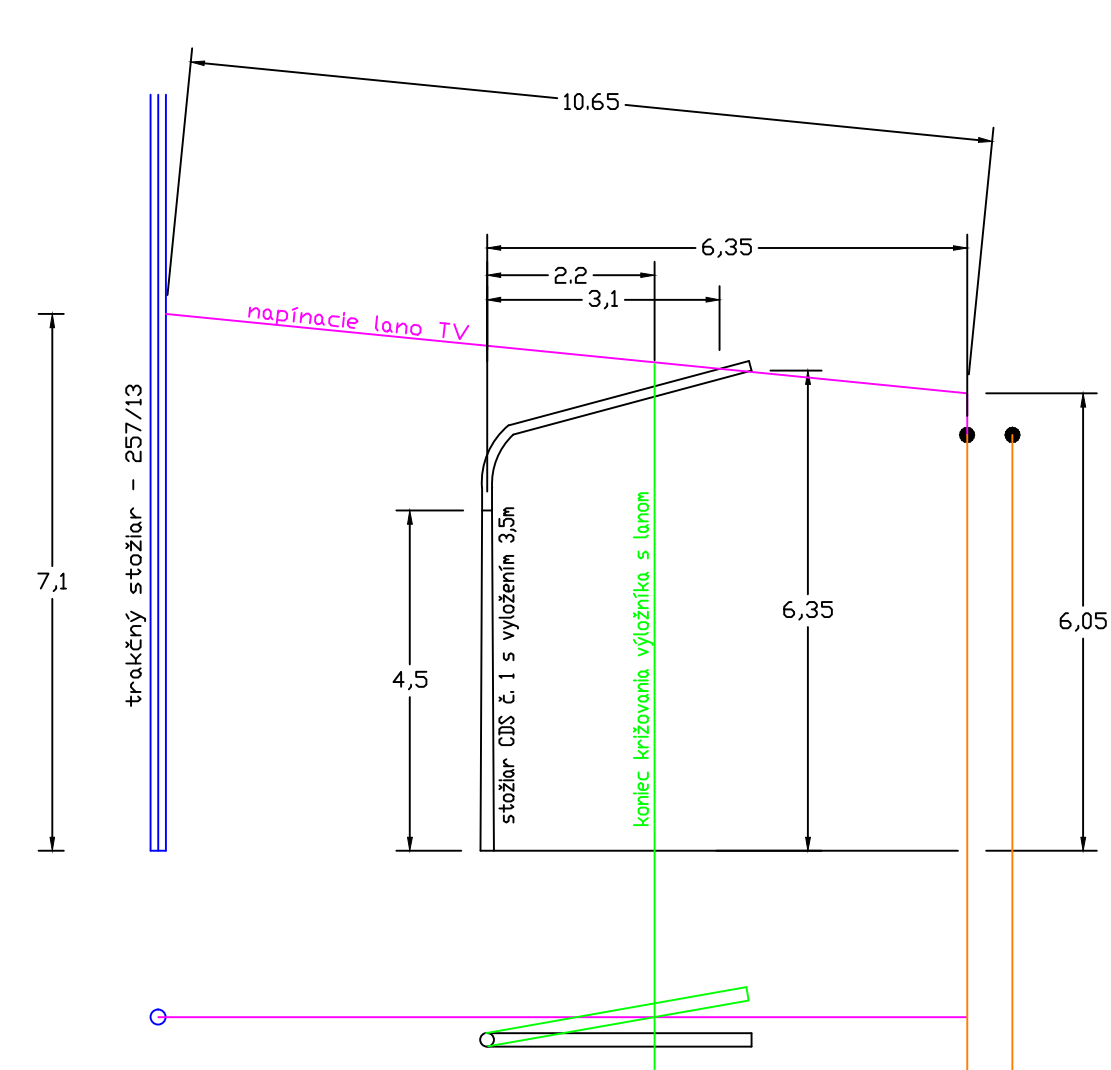 10.65
6,35
2.2
3,1
napínacie lano TV
trakčný stožiar - 257/13
7,1
4,5
stožiar CDS č. 1 s vyložením 3,5m
koniec križovania výložníka s lanom
6,35
6,05